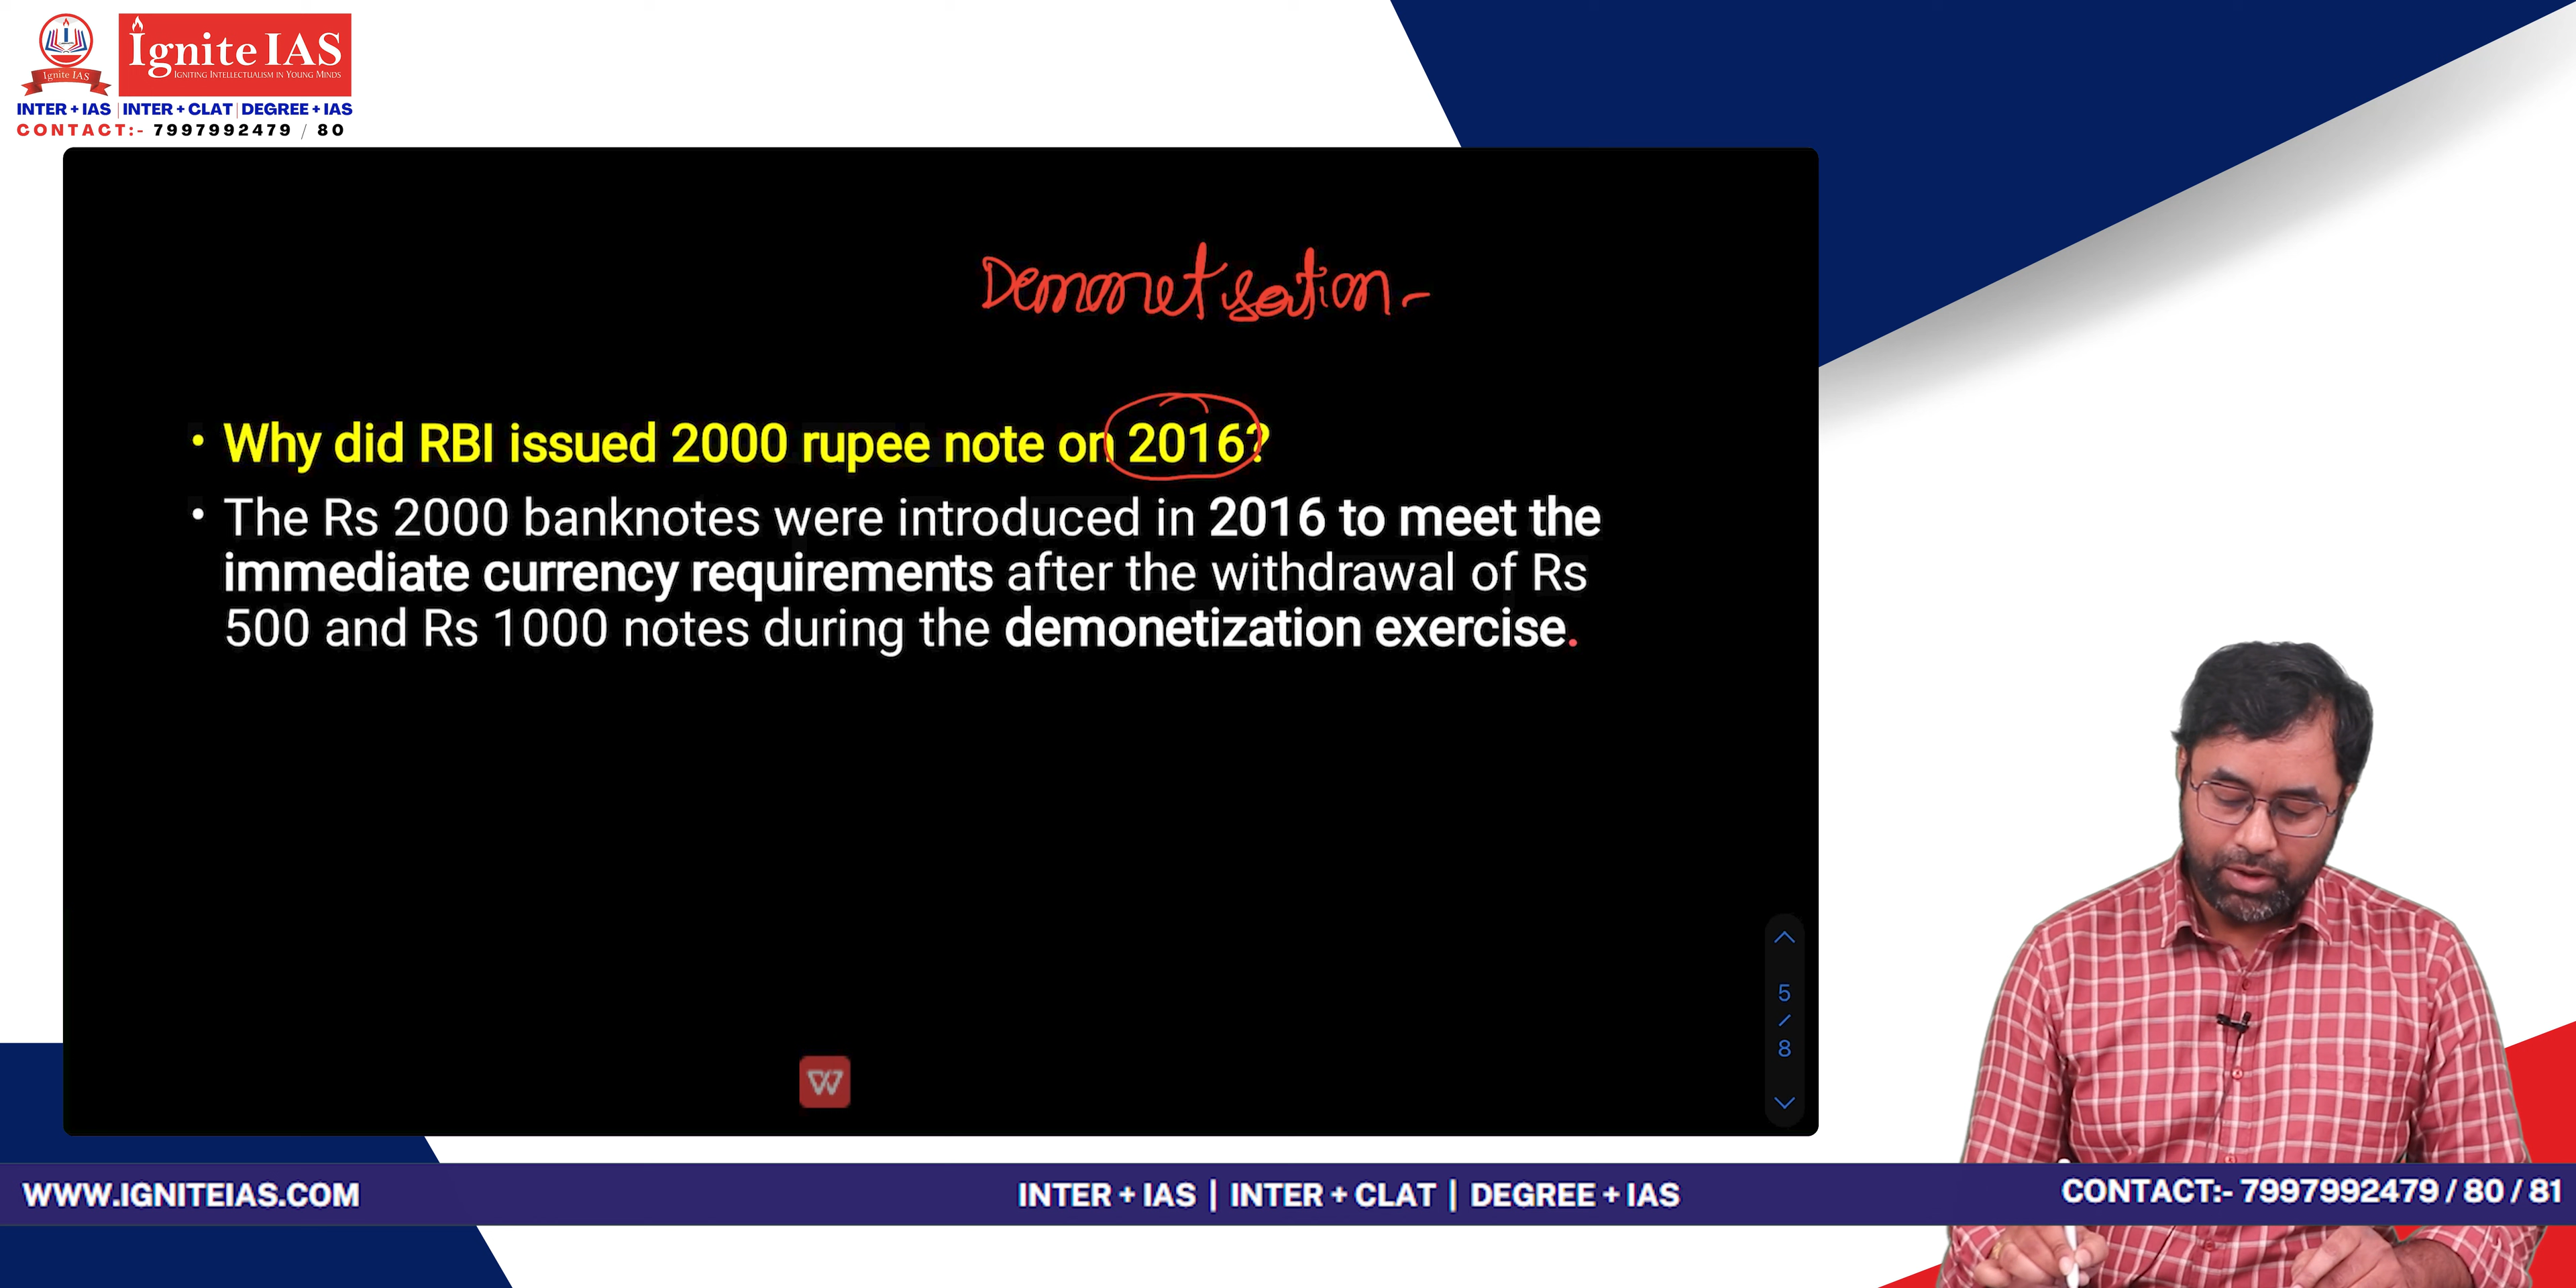 Ignite IAS
Ignite IAS
IGNITING INTELLECTUALISM IN YOUNG MINDS
INTER + IAS | INTER + CLAT | DEGREE + IAS
CONTACT:- 7997992479 / 80
Demonetisation -
• Why did RBI issued 2000 rupee note on 2016?
• The Rs 2000 banknotes were introduced in 2016 to meet the
immediate currency requirements after the withdrawal of Rs
500 and Rs 1000 notes during the demonetization exercise.
5
/
8
W
WWW.IGNITEIAS.COM
INTER + IAS | INTER + CLAT | DEGREE + IAS
CONTACT:- 7997992479 / 80 / 81